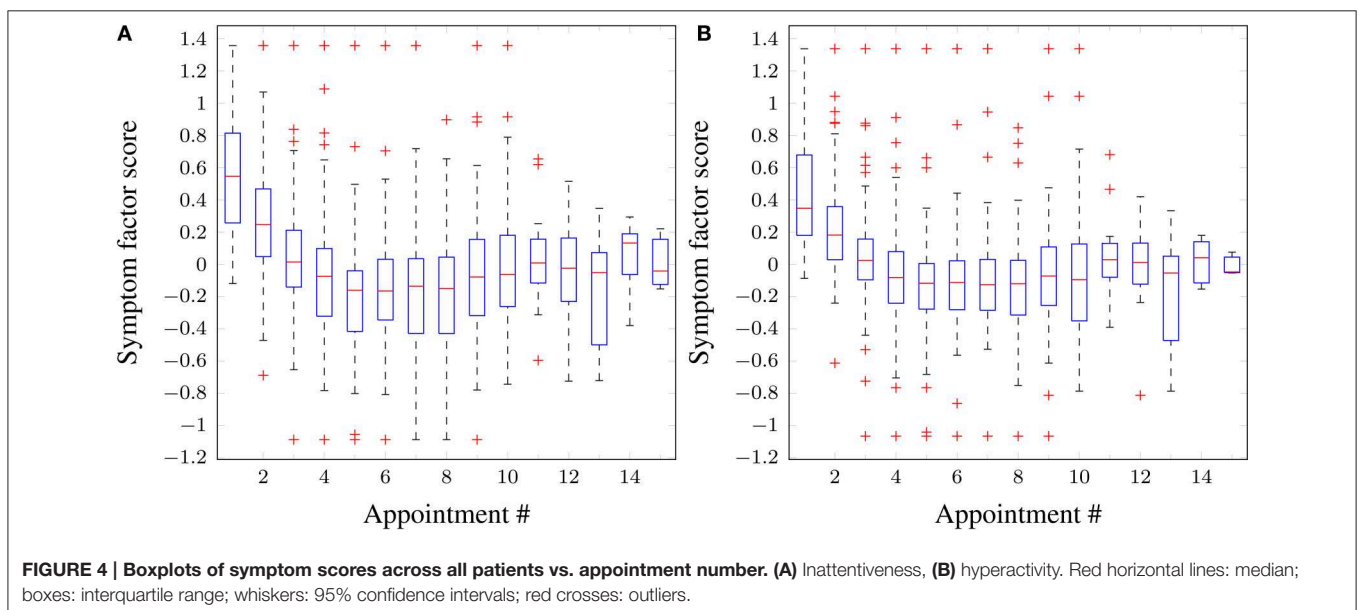 A
1.4
1.2
1
0.8
0.6
0.4
0.2
0
−0.2
−0.4
−0.6
−0.8
−1
−1.2
Symptom factor score
2 4 6 8 10 12 14
Appointment #
B
1.4
1.2
1
0.8
0.6
0.4
0.2
0
−0.2
−0.4
−0.6
−0.8
−1
−1.2
Symptom factor score
2 4 6 8 10 12 14
Appointment #
FIGURE 4 | Boxplots of symptom scores across all patients vs. appointment number. (A) Inattentiveness, (B) hyperactivity. Red horizontal lines: median;
boxes: interquartile range; whiskers: 95% confidence intervals; red crosses: outliers.